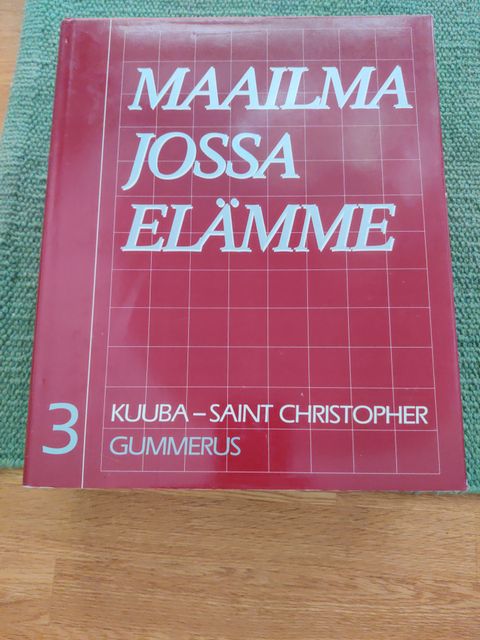 MAAILMA
JOSSA
ELÄMME
3
KUUBA – SAINT CHRISTOPHER
GUMMERUS